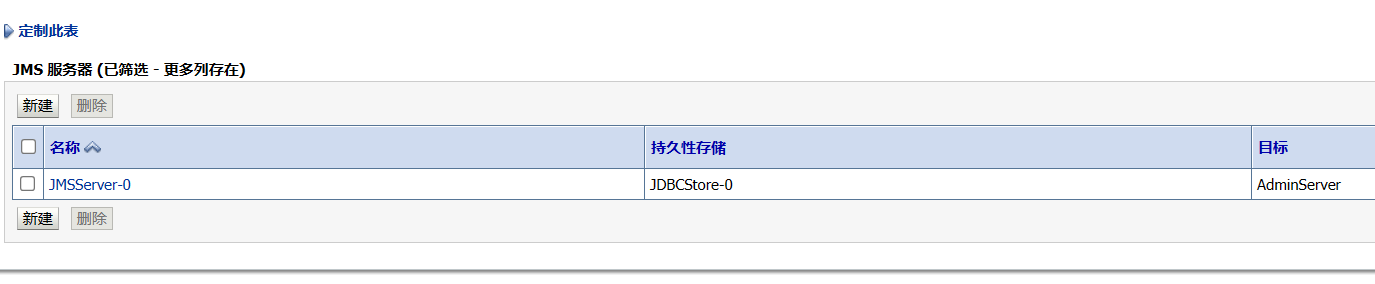 定制此表
JMS 服务器 (已筛选 - 更多列存在)
新建 删除
名称 持久性存储 目标
JMSServer-0 JDBCStore-0 AdminServer
新建 删除